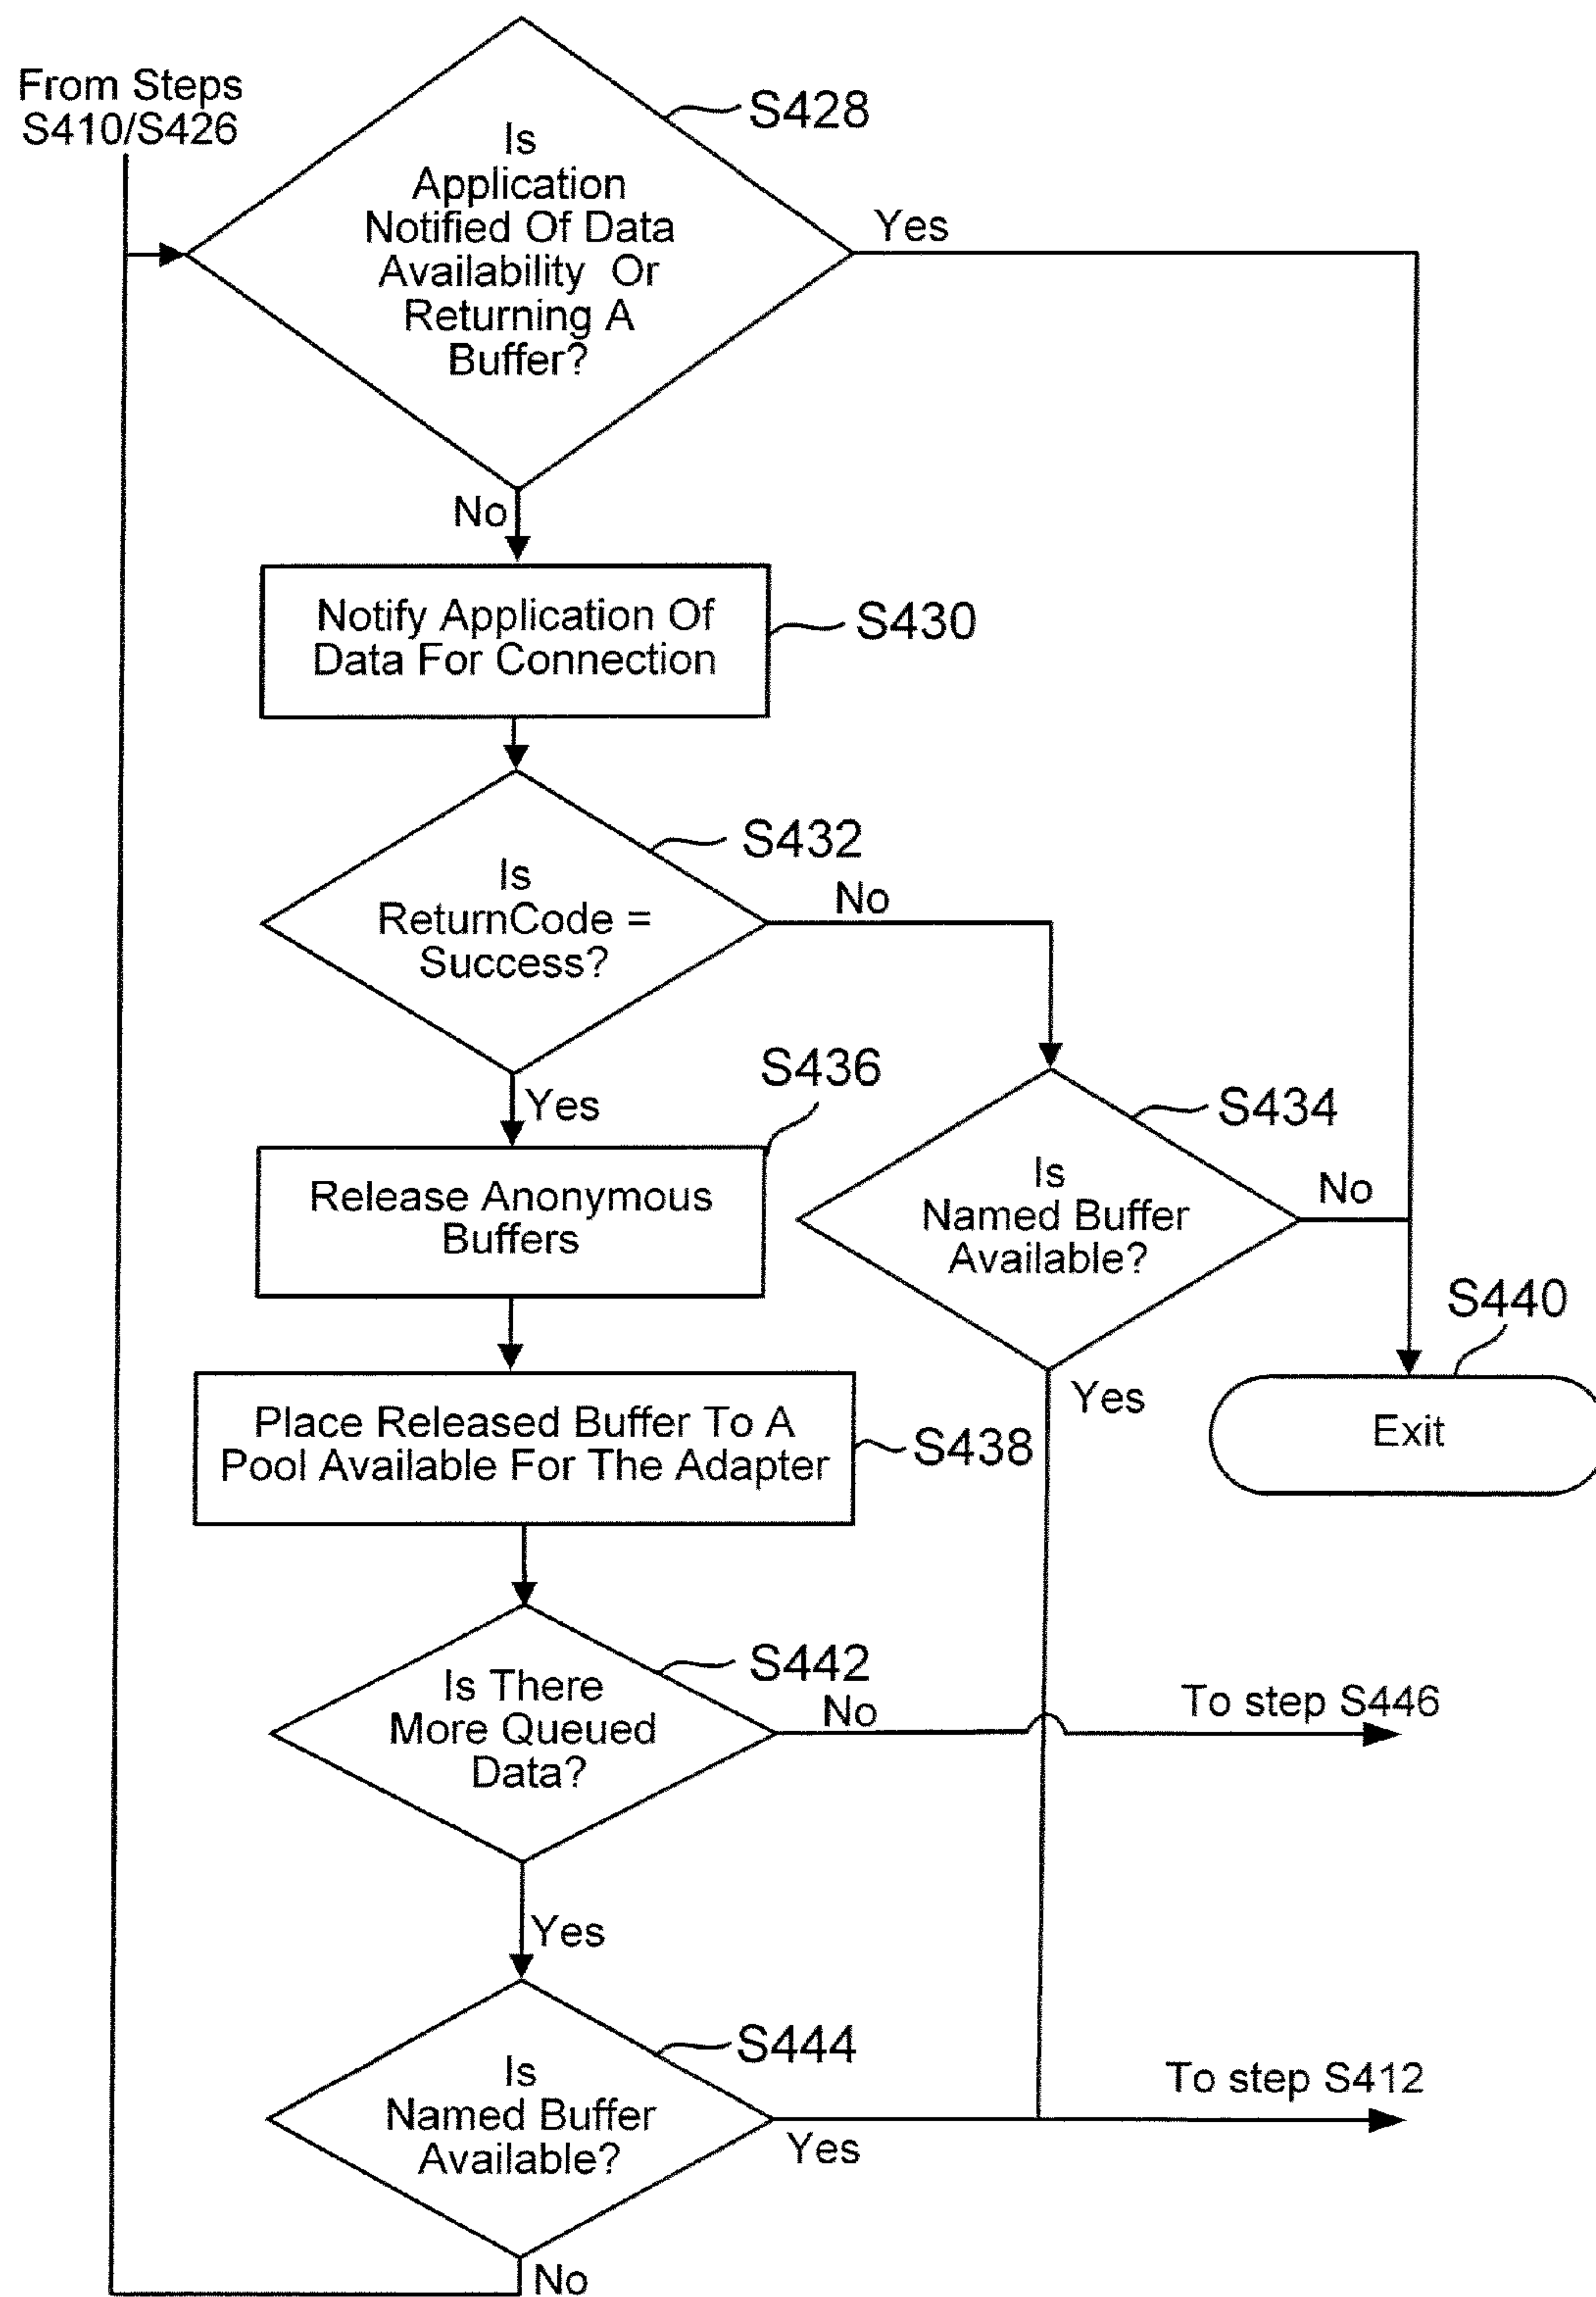 From Steps
S410/S426
S428
Is
Application
Notified Of Data
Availability Or
Returning A
Buffer?
Yes
No
Notify Application Of
Data For Connection
S430
S432
Is
ReturnCode =
Success?
No
Yes
S436
S434
Release Anonymous
Buffers
Is
Named Buffer
Available?
No
Yes
S440
Exit
Place Released Buffer To A
Pool Available For The Adapter
S438
S442
Is There
More Queued
Data?
No
To step S446
Yes
S444
Is
Named Buffer
Available?
Yes
To step S412
No